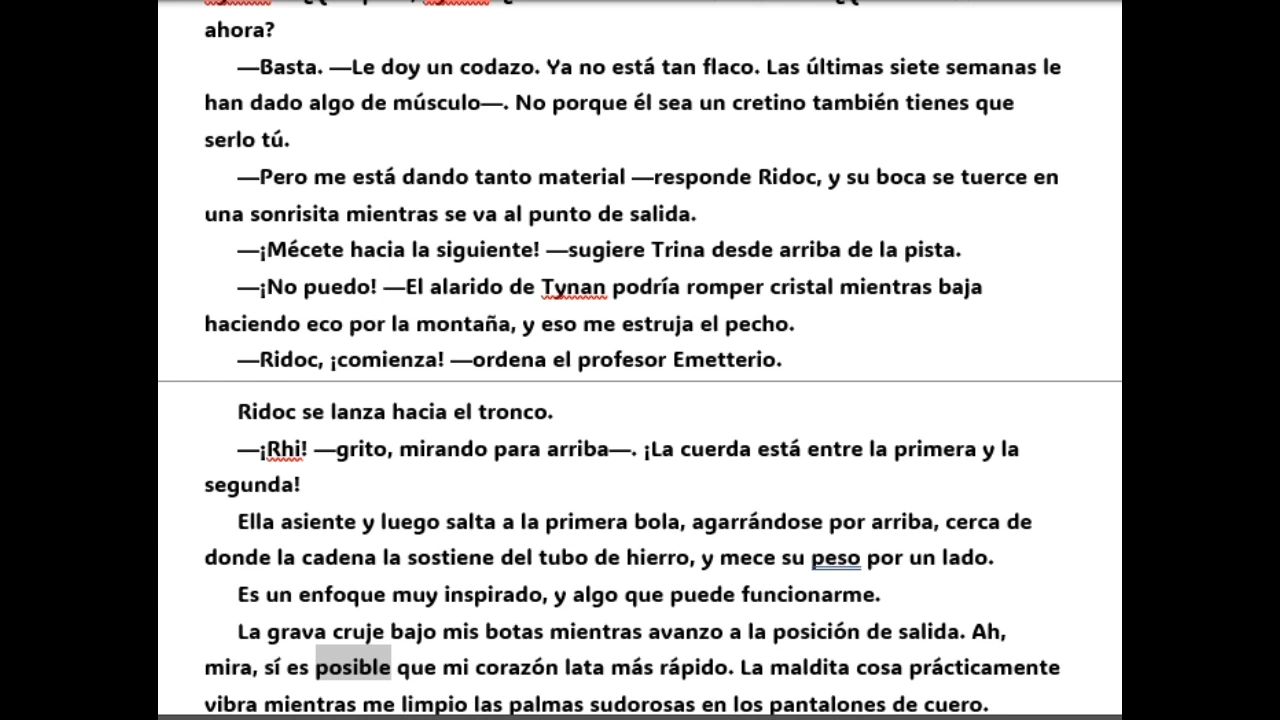 ahora?
—Basta. —Le doy un codazo. Ya no está tan flaco. Las últimas siete semanas le
han dado algo de músculo—. No porque él sea un cretino también tienes que
serlo tú.
—Pero me está dando tanto material —responde Ridoc, y su boca se tuerce en
una sonrisita mientras se va al punto de salida.
—¡Mécete hacia la siguiente! —sugiere Trina desde arriba de la pista.
—¡No puedo! —El alarido de Tynan podría romper cristal mientras baja
haciendo eco por la montaña, y eso me estruja el pecho.
—Ridoc, ¡comienza! —ordena el profesor Emetterio.
Ridoc se lanza hacia el tronco.
—¡Rhi! —grito, mirando para arriba—. ¡La cuerda está entre la primera y la
segunda!
Ella asiente y luego salta a la primera bola, agarrándose por arriba, cerca de
donde la cadena la sostiene del tubo de hierro, y mece su peso por un lado.
Es un enfoque muy inspirado, y algo que puede funcionarme.
La grava cruje bajo mis botas mientras avanzo a la posición de salida. Ah,
mira, sí es posible que mi corazón lata más rápido. La maldita cosa prácticamente
vibra mientras me limpio las palmas sudorosas en los pantalones de cuero.